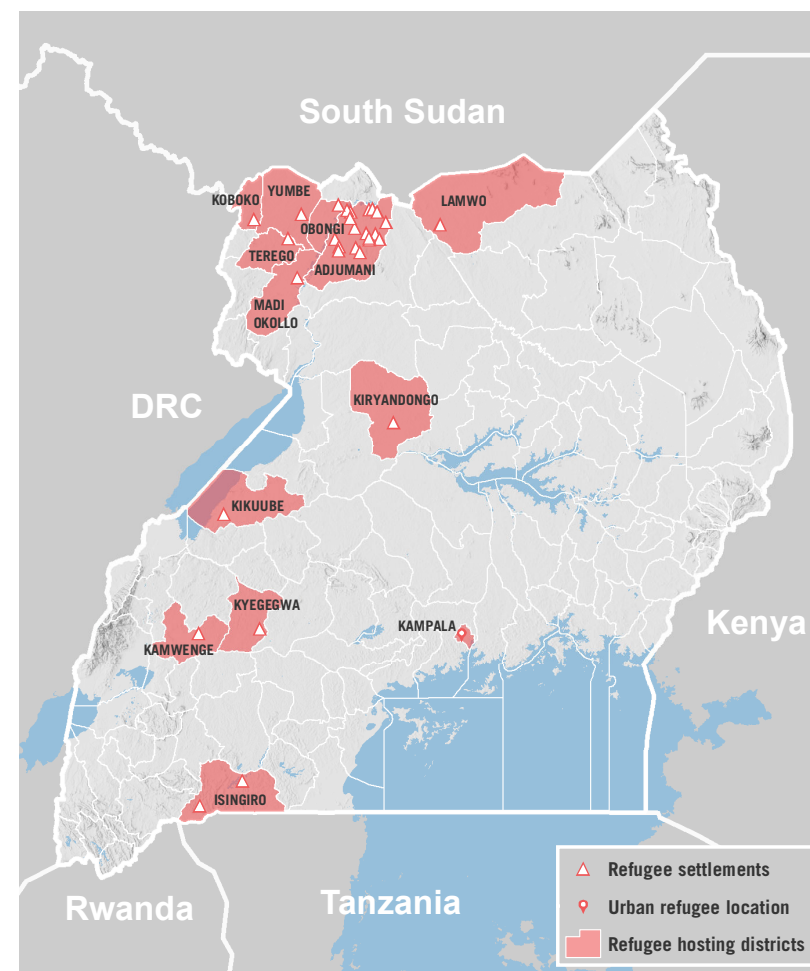 South Sudan
KOBOKO
YUMBE
LAMWO
OBONGI
TEREGO
ADJUMANI
MADI
OKOLLO
DRC
KIRYANDONGO
KIKUUBE
KYEGEGWA
KAMPALA
Kenya
KAMWENGE
ISINGIRO
Rwanda
Tanzania
Refugee settlements
Urban refugee location
Refugee hosting districts